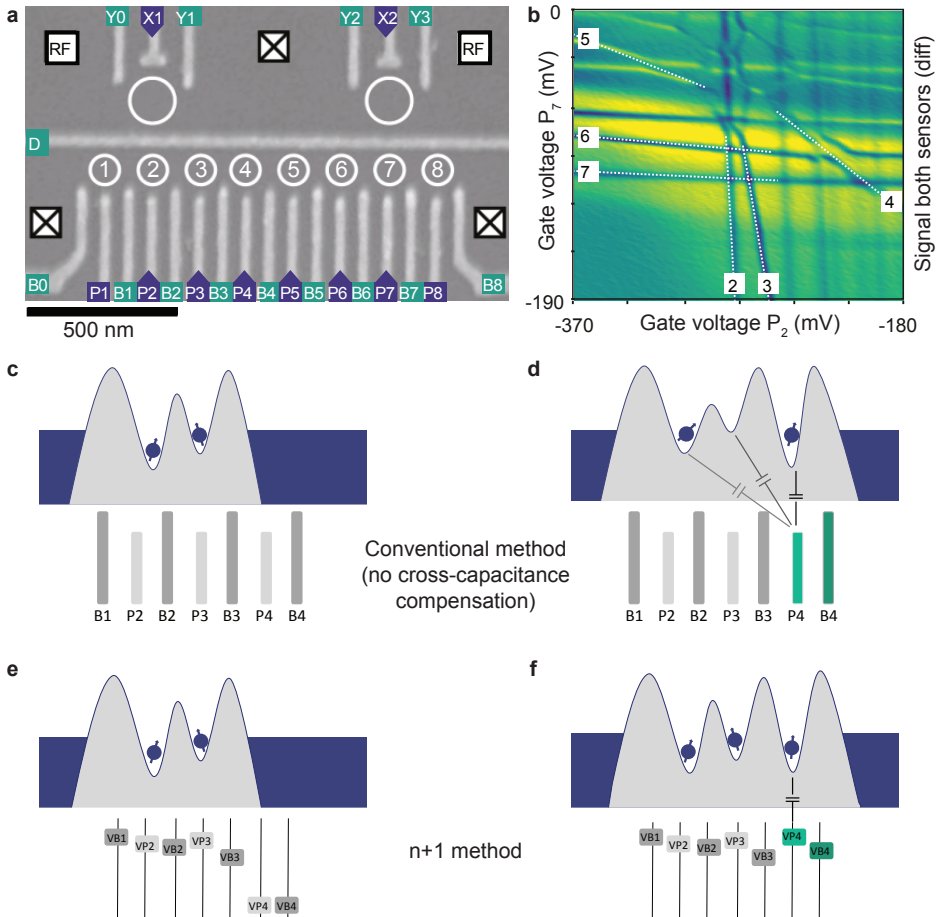 a
Y0 X1 Y1 Y2 X2 Y3
RF RF
D
1 2 3 4 5 6 7 8
B0 P1 B1 P2 B2 P3 B3 P4 B4 P5 B5 P6 B6 P7 B7 P8 B8
500 nm
b
0
-190
Gate voltage P7 (mV)
5
6
7
4
2 3
-370 Gate voltage P2 (mV) -180
Signal both sensors (diff)
c
B1 P2 B2 P3 B3 P4 B4
d
B1 P2 B2 P3 B3 P4 B4
Conventional method
(no cross-capacitance
compensation)
e
VB1 VP2 VB2 VP3 VB3 VP4 VB4
n+1 method
f
VB1 VP2 VB2 VP3 VB3 VP4 VB4